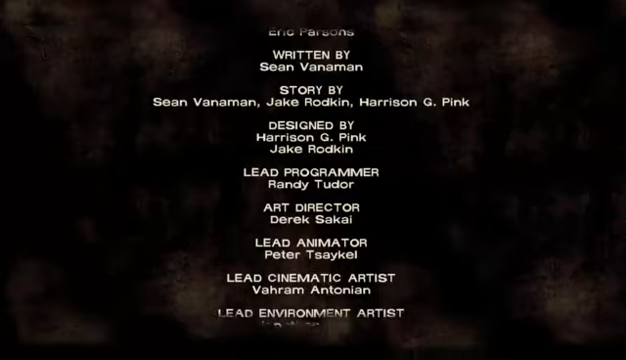 Eric Parsons
WRITTEN BY
Sean Vanaman
STORY BY
Sean Vanaman, Jake Rodkin, Harrison G. Pink
DESIGNED BY
Harrison G. Pink
Jake Rodkin
LEAD PROGRAMMER
Randy Tudor
ART DIRECTOR
Derek Sakai
LEAD ANIMATOR
Peter Tsaykel
LEAD CINEMATIC ARTIST
Vahram Antonian
LEAD ENVIRONMENT ARTIST